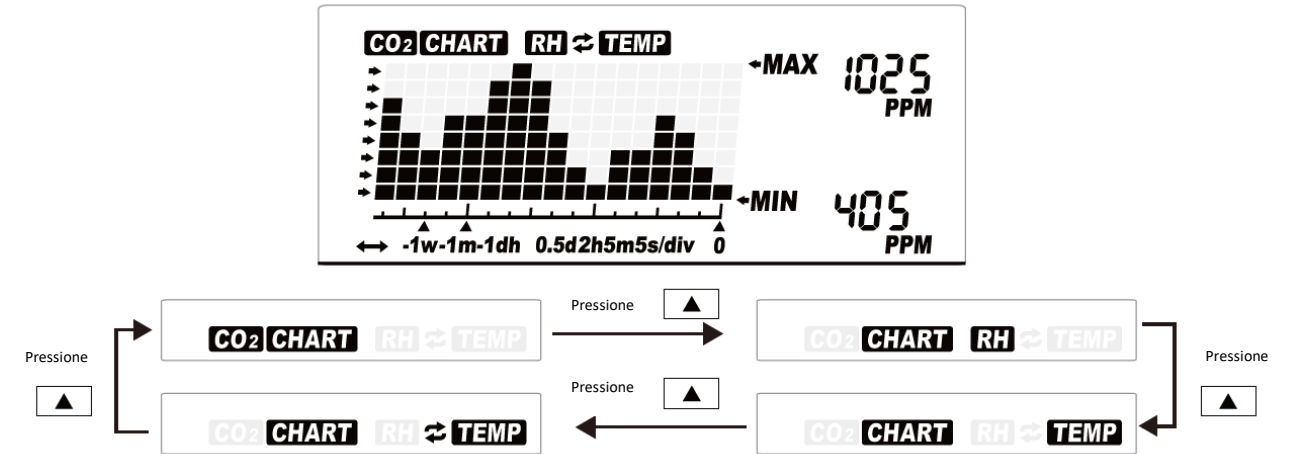 CO2 CHART RH TEMP
MAX 1025
PPM
MIN 405
PPM
-1w-1m-1dh 0.5d2h5m5s/div 0
Pressione
CO2 CHART RH TEMP
Pressione
CO2 CHART RH TEMP
Pressione
Pressione
CO2 CHART RH TEMP
CO2 CHART RH TEMP